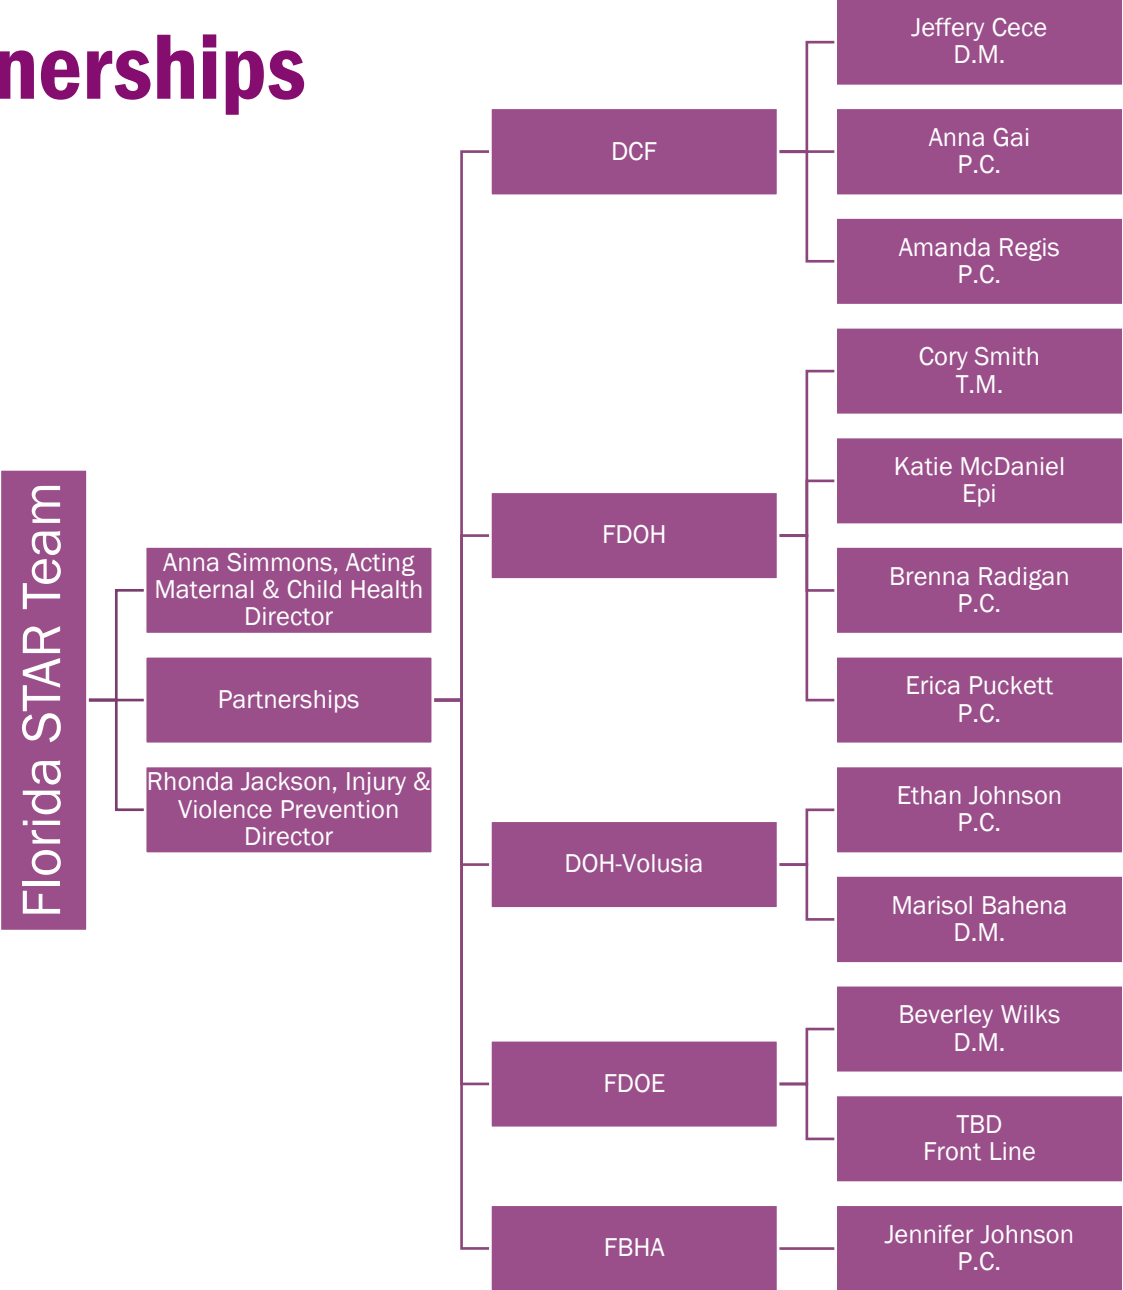 nerships
Florida STAR Team
Anna Simmons, Acting
Maternal & Child Health
Director
Partnerships
Rhonda Jackson, Injury &
Violence Prevention
Director
DCF
Jeffery Cece
D.M.
Anna Gai
P.C.
Amanda Regis
P.C.
FDOH
Cory Smith
T.M.
Katie McDaniel
Epi
Brenna Radigan
P.C.
Erica Puckett
P.C.
DOH-Volusia
Ethan Johnson
P.C.
Marisol Bahena
D.M.
FDOE
Beverley Wilks
D.M.
TBD
Front Line
FBHA
Jennifer Johnson
P.C.